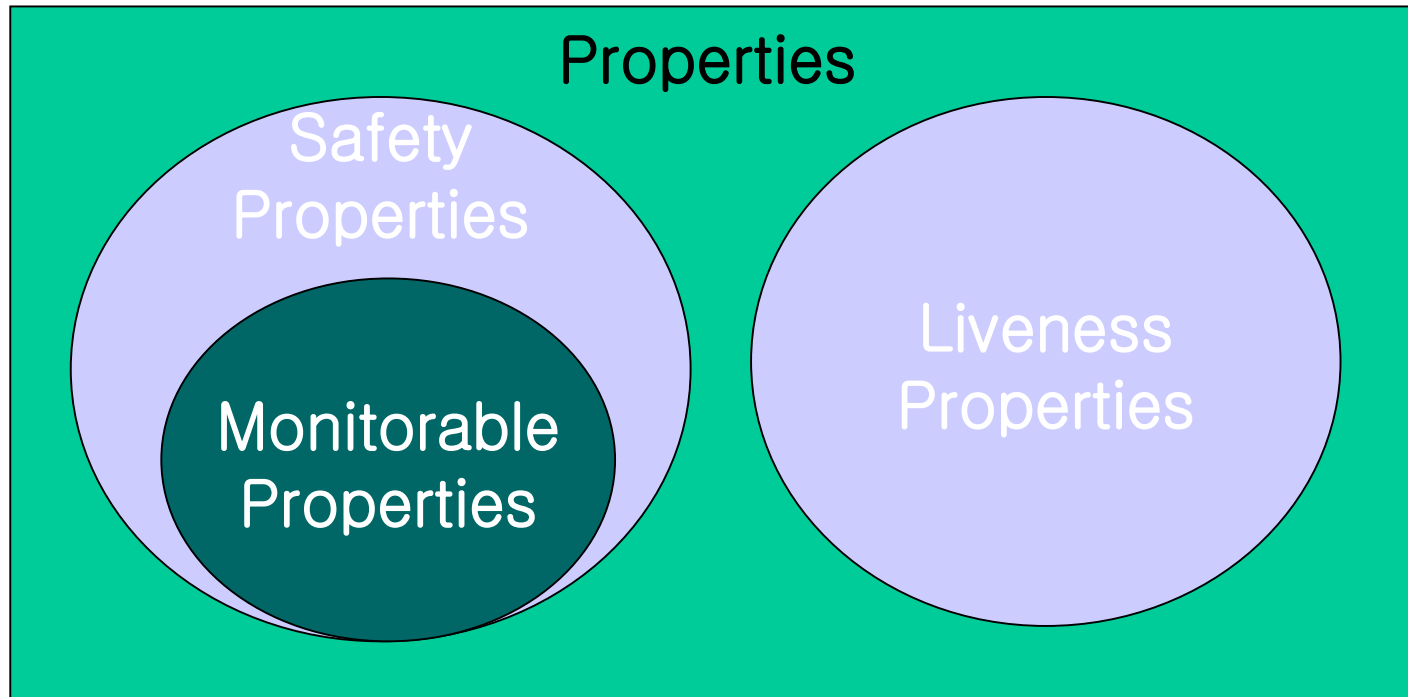 Properties
Safety
Properties
Monitorable
Properties
Liveness
Properties